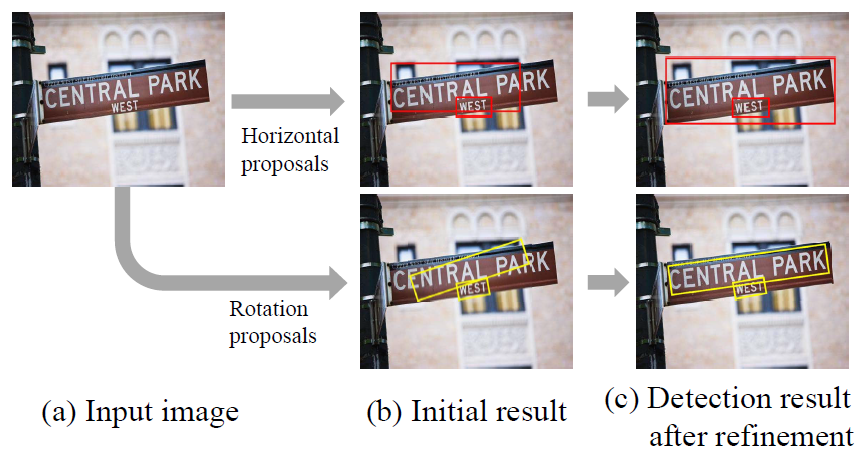 CENTRAL PARK
WEST
Horizontal
proposals
CENTRAL PARK
WEST
CENTRAL PARK
WEST
Rotation
proposals
CENTRAL PARK
WEST
CENTRAL PARK
WEST
(a) Input image
(b) Initial result
(c) Detection result
after refinement